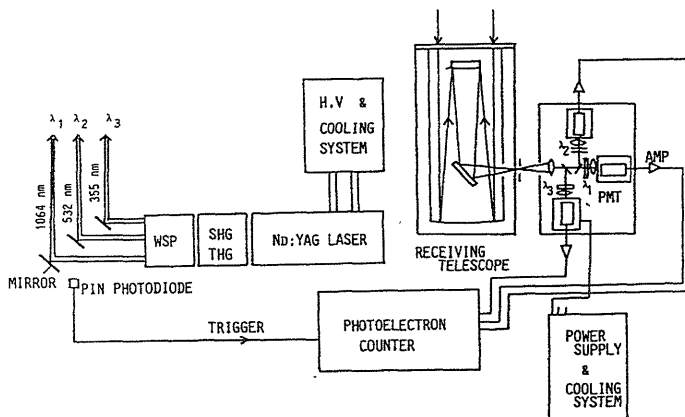 λ1 λ2 λ3
1064 nm
532 nm
355 nm
H.V &
COOLING
SYSTEM
WSP
SHG
THG
ND:YAG LASER
MIRROR
PIN PHOTODIODE
TRIGGER
PHOTOELECTRON
COUNTER
RECEIVING
TELESCOPE
λ2
λ3
λ1
PMT
AMP
POWER
SUPPLY
&
COOLING
SYSTEM